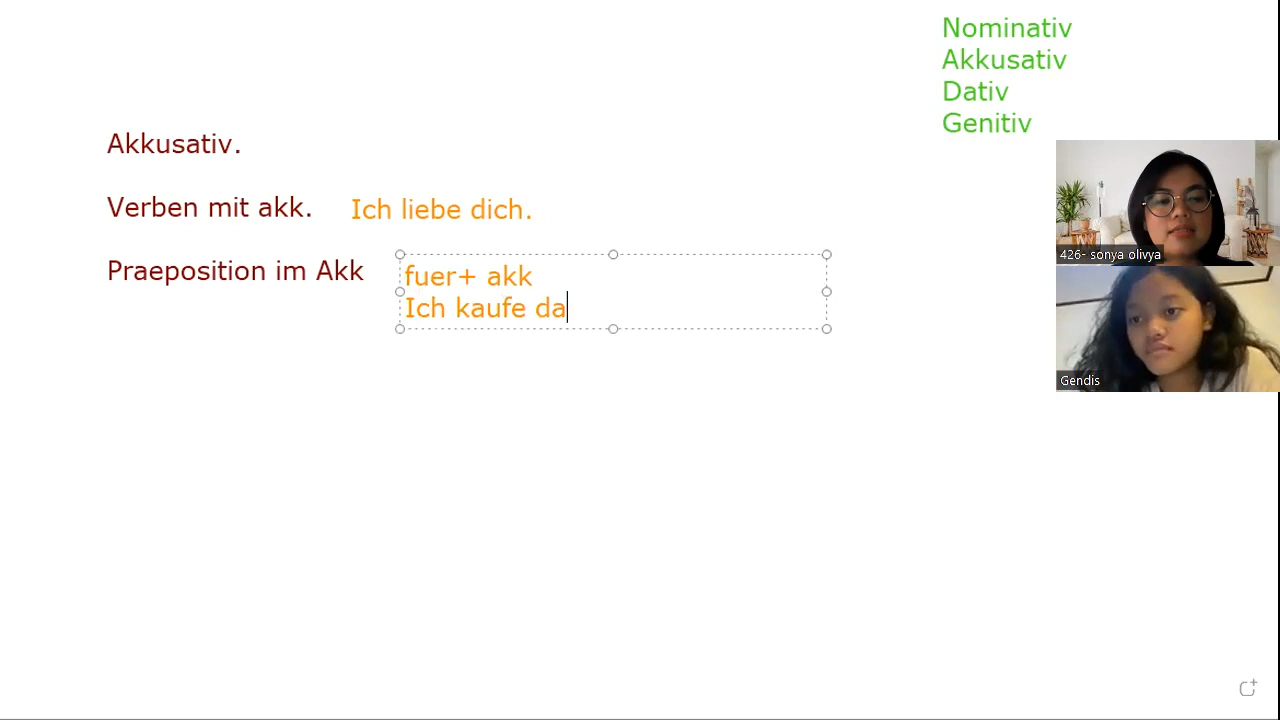 Nominativ
Akkusativ
Dativ
Genitiv
Akkusativ.
Verben mit akk. Ich liebe dich.
Praeposition im Akk
fuer+ akk
Ich kaufe da
426- sonya olivya
Gendis